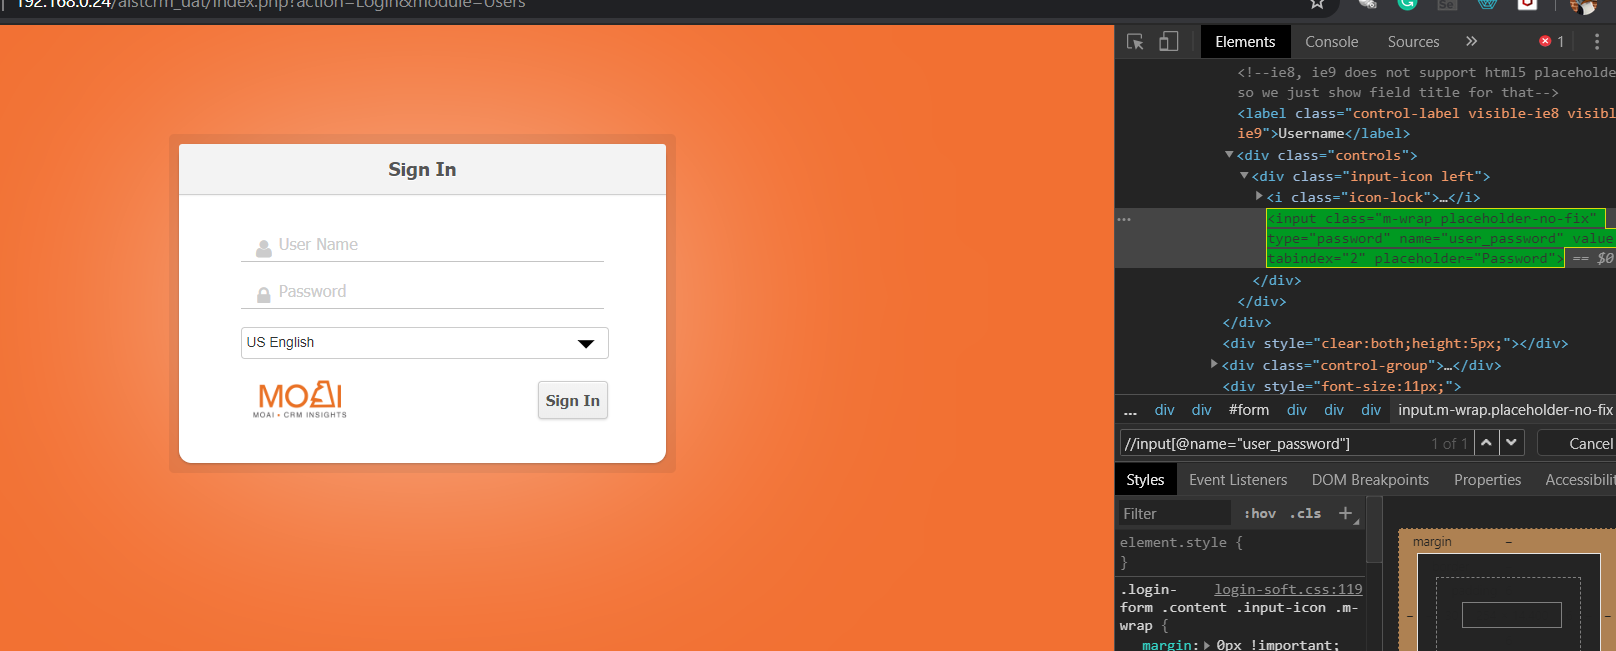 192.168.0.24/aistcrm_uat/index.php?action=Login&module=Users
Sign In
User Name
Password
US English
MOAI
MOAI • CRM INSIGHTS
Sign In
Elements
Console
Sources
»
1
<!--ie8, ie9 does not support html5 placeholde
so we just show field title for that-->
<label class="control-label visible-ie8 visibl
ie9">Username</label>
<div class="controls">
<div class="input-icon left">
<i class="icon-lock">…</i>
<input class="m-wrap placeholder-no-fix"
type="password" name="user_password" value
tabindex="2" placeholder="Password"> == $0
</div>
</div>
</div>
<div style="clear:both;height:5px;"></div>
<div class="control-group">…</div>
<div style="font-size:11px;">
... div div #form div div div input.m-wrap.placeholder-no-fix
//input[@name="user_password"] 1 of 1 Cancel
Styles Event Listeners DOM Breakpoints Properties Accessibilit
Filter :hov .cls +
element.style {
}
.login- login-soft.css:119
form .content .input-icon .m-
wrap {
margin: 0px !important;
margin –
– –